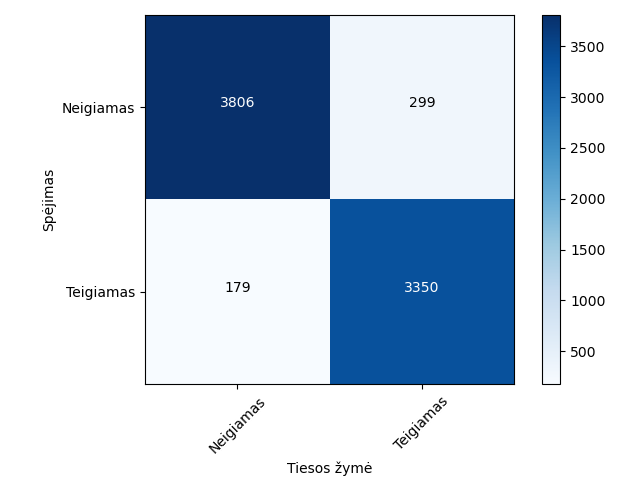 3806
299
179
3350
Neigiamas
Teigiamas
Spėjimas
Neigiamas
Teigiamas
Tiesos žymė
3500
3000
2500
2000
1500
1000
500